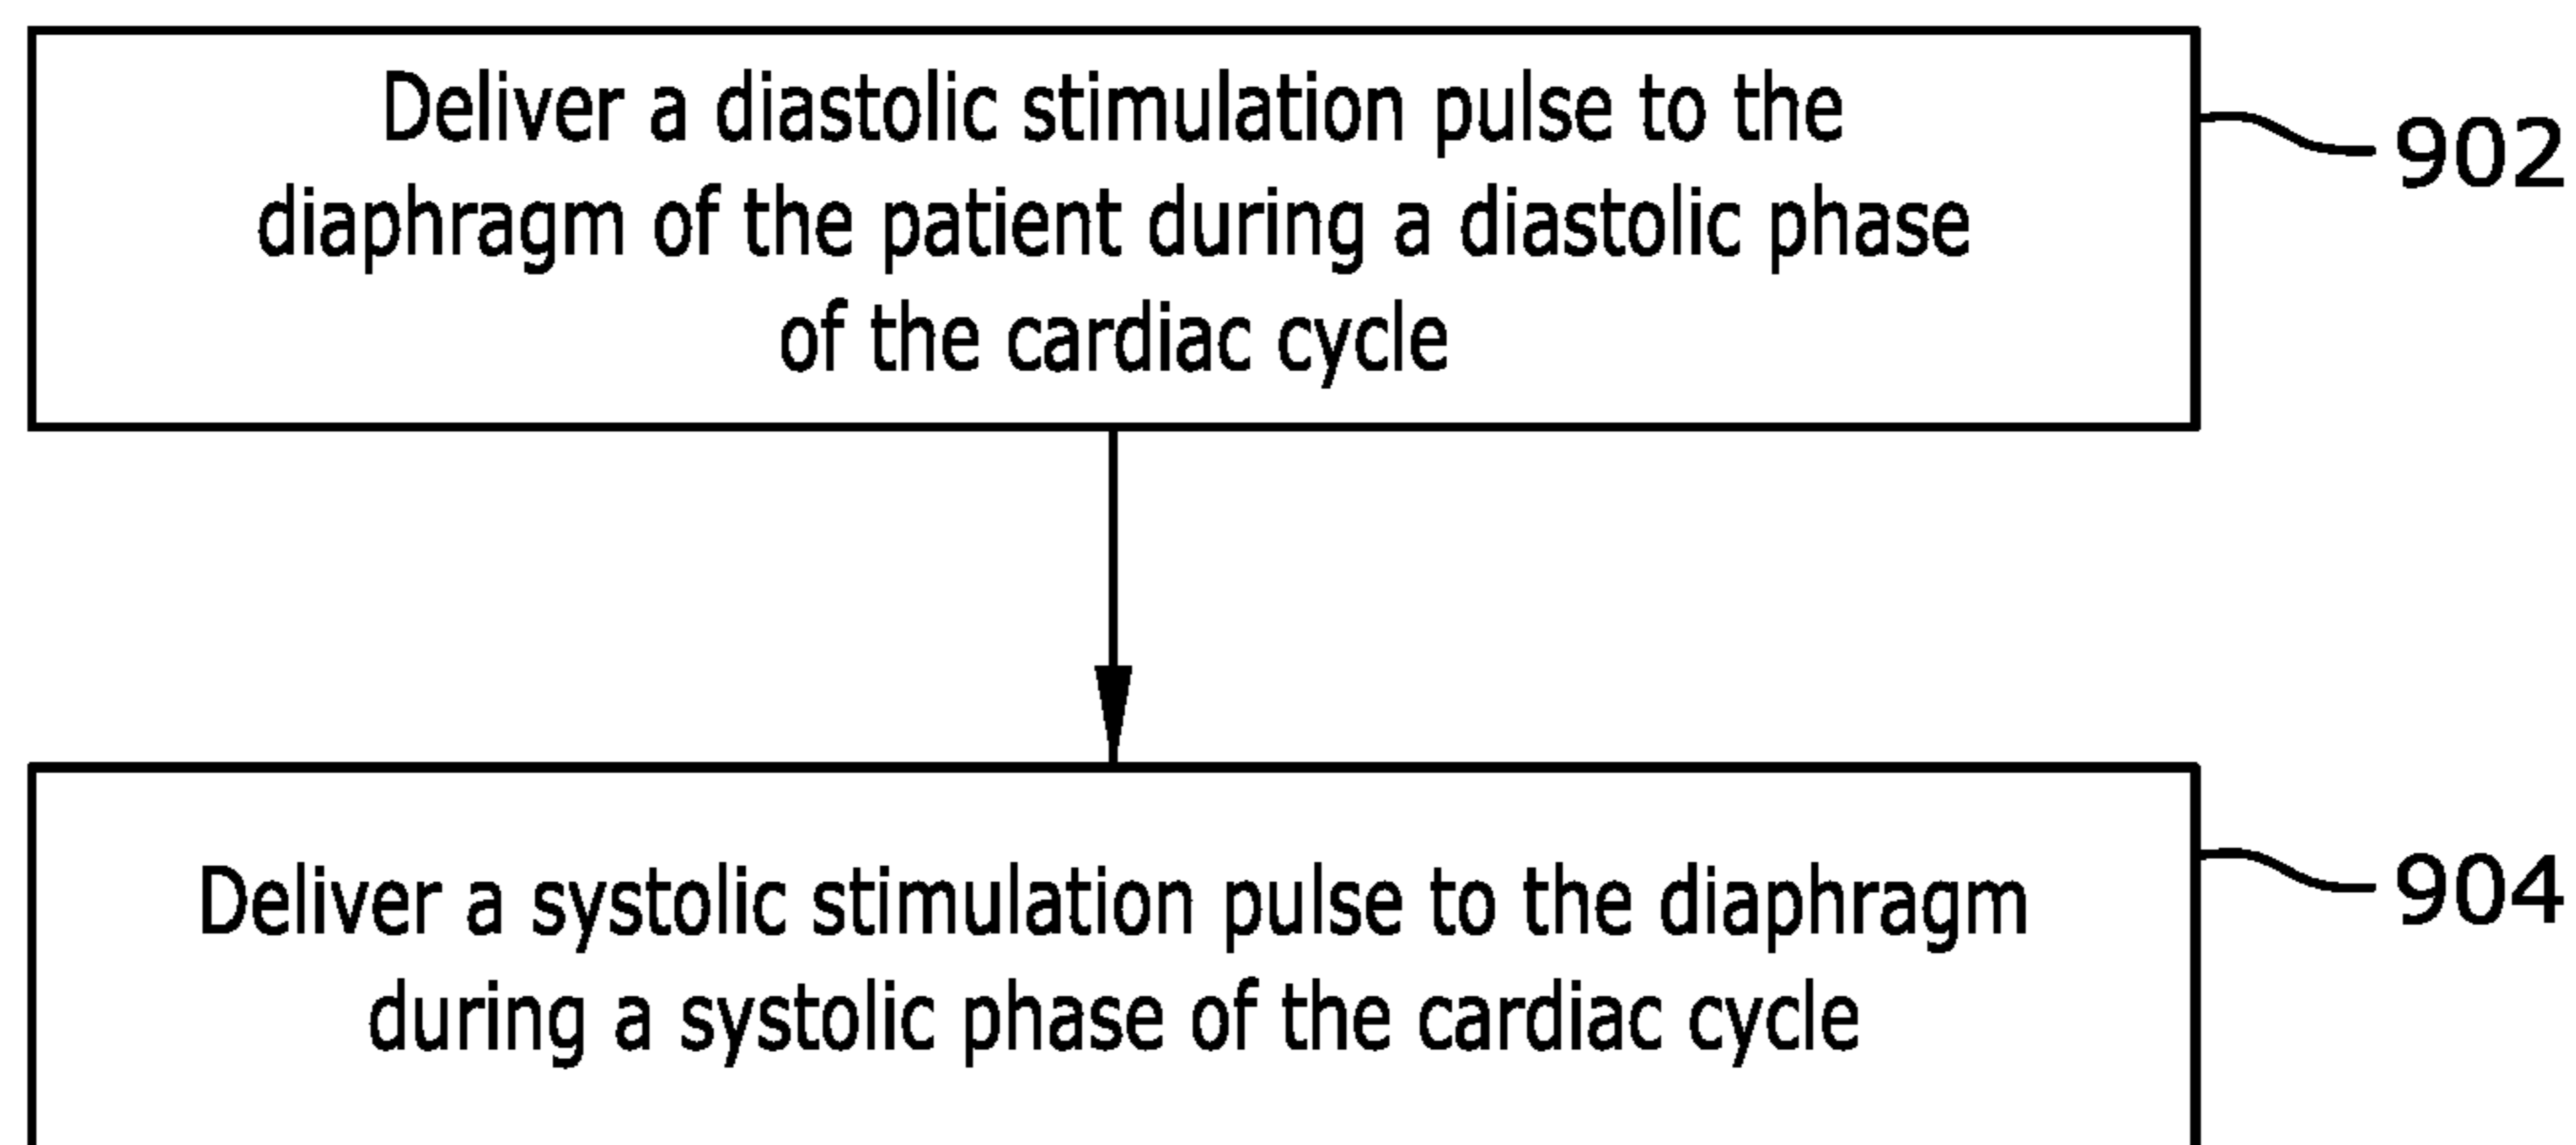 Deliver a diastolic stimulation pulse to the
diaphragm of the patient during a diastolic phase
of the cardiac cycle
902
Deliver a systolic stimulation pulse to the diaphragm
during a systolic phase of the cardiac cycle
904